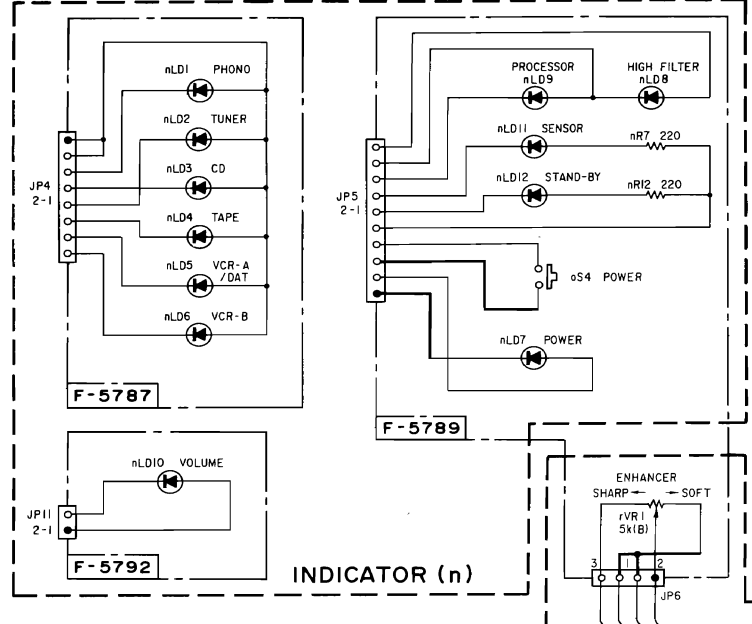 nLD1 PHONO
nLD2 TUNER
nLD3 CD
nLD4 TAPE
nLD5 VCR-A
/DAT
nLD6 VCR-B
JP4
2-1
F-5787
PROCESSOR
nLD9
HIGH FILTER
nLD8
nLD11 SENSOR
nR7 220
nLD12 STAND-BY
nR12 220
JP5
2-1
oS4 POWER
nLD7 POWER
F-5789
nLD10 VOLUME
JP11
2-1
F-5792
INDICATOR (n)
ENHANCER
SHARP SOFT
rVR1
5k(B)
3 1 2
JP6